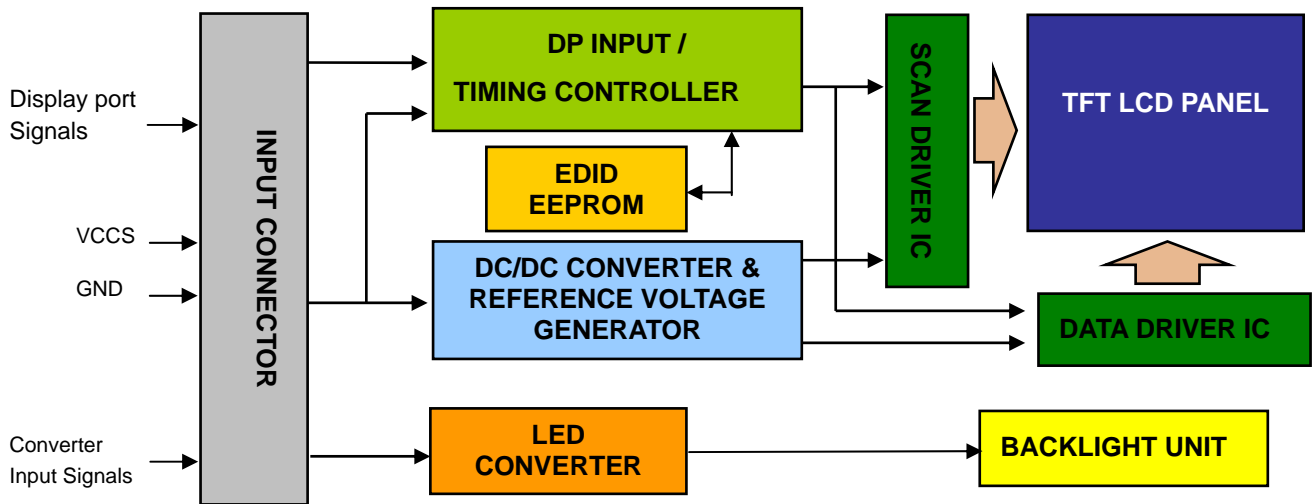 Display port
Signals
VCCS
GND
Converter
Input Signals
INPUT CONNECTOR
DP INPUT /
TIMING CONTROLLER
EDID
EEPROM
DC/DC CONVERTER &
REFERENCE VOLTAGE
GENERATOR
LED
CONVERTER
SCAN DRIVER IC
TFT LCD PANEL
DATA DRIVER IC
BACKLIGHT UNIT